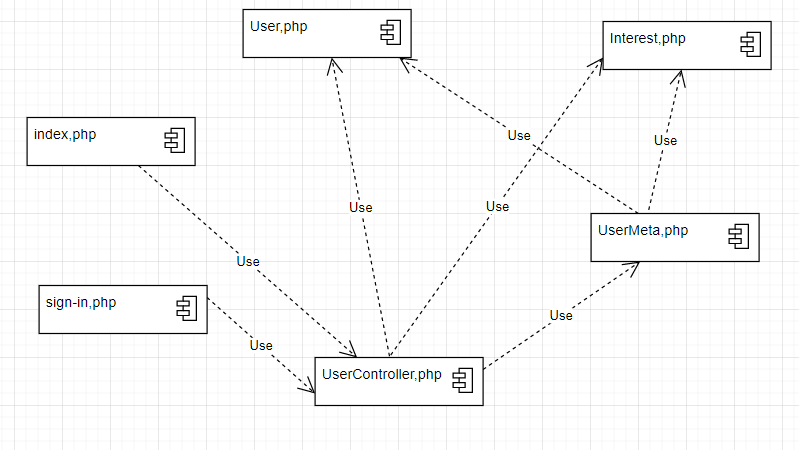 User,php
Interest,php
index,php
Use
Use
Use
Use
UserMeta,php
Use
sign-in,php
Use
Use
UserController,php